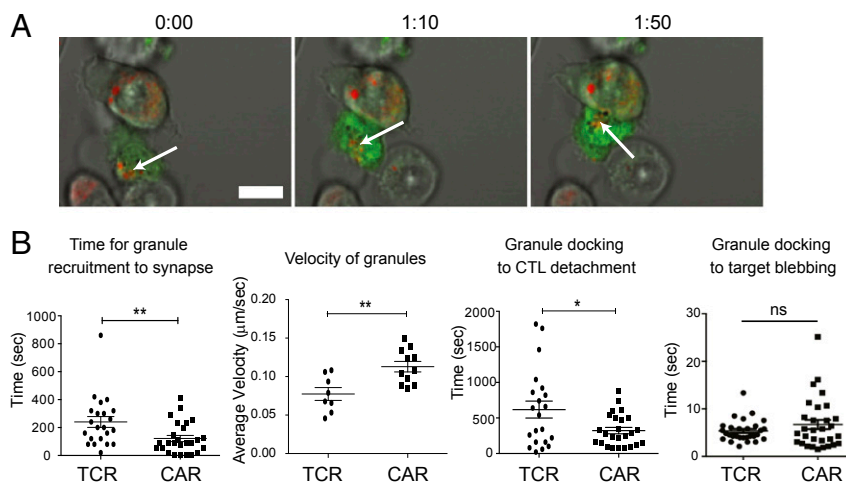 A
0:00 1:10 1:50
B
Time for granule
recruitment to synapse
Time (sec)
1000
800
600
400
200
0
**
TCR CAR
Velocity of granules
Average Velocity (μm/sec)
0.20
0.15
0.10
0.05
0.00
**
TCR CAR
Granule docking
to CTL detachment
Time (sec)
2000
1500
1000
500
0
*
TCR CAR
Granule docking
to target blebbing
Time (sec)
30
20
10
0
ns
TCR CAR